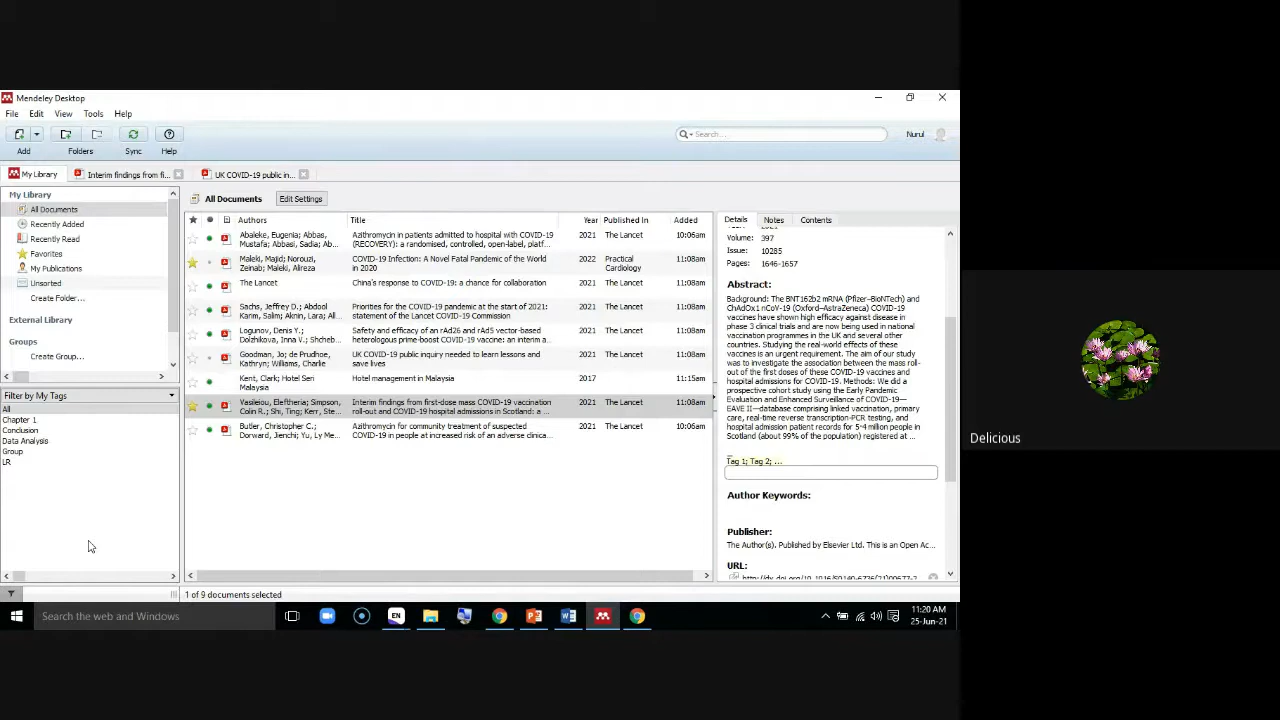 Mendeley Desktop
File Edit View Tools Help
Add Folders Sync Help
Search...
Nurul
My Library
Interim findings from fi...
UK COVID-19 public in...
My Library
All Documents
Recently Added
Recently Read
Favorites
My Publications
Unsorted
Create Folder...
External Library
Groups
Create Group...
Filter by My Tags
All
Chapter 1
Conclusion
Data Analysis
Group
LR
All Documents Edit Settings
Authors Title Year Published In Added
Abaleke, Eugenia; Abbas, Azithromycin in patients admitted to hospital with COVID-19 2021 The Lancet 10:06am
Mustafa; Abbasi, Sadia; Ab... (RECOVERY): a randomised, controlled, open-label, platf...
Maleki, Majid; Norouzi, COVID-19 Infection: A Novel Fatal Pandemic of the World 2022 Practical 11:08am
Zeinab; Maleki, Alireza in 2020 Cardiology
The Lancet China's response to COVID-19: a chance for collaboration The Lancet 11:08am
Sachs, Jeffrey D.; Abdool Priorities for the COVID-19 pandemic at the start of 2021: 2021 The Lancet 11:08am
Karim, Salim; Aknin, Lara; All... statement of the Lancet COVID-19 Commission
Logunov, Denis Y.; Safety and efficacy of an rAd26 and rAd5 vector-based 2021 The Lancet 11:08am
Dolzhikova, Inna V.; Shcheb... heterologous prime-boost COVID-19 vaccine: an interim a...
Goodman, Jo; de Prudhoe, UK COVID-19 public inquiry needed to learn lessons and 2021 The Lancet 11:08am
Kathryn; Williams, Charlie save lives
Kent, Clark; Hotel Sen Hotel management in Malaysia 2017 11:15am
Malaysia
Vasileiou, Eleftheria; Simpson, Interim findings from first-dose mass COVID-19 vaccination 2021 The Lancet 11:08am
Colin R.; Shi, Ting; Kerr, Ste... roll-out and COVID-19 hospital admissions in Scotland: a ...
Butler, Christopher C.; Azithromycin for community treatment of suspected 2021 The Lancet 10:06am
Dorward, Jienchi; Yu, Ly Me... COVID-19 in people at increased risk of an adverse clinica...
Details Notes Contents
Volume: 397
Issue: 10285
Pages: 1646-1657
Abstract:
Background: The BNT162b2 mRNA (Pfizer–BioNTech) and
ChAdOx1 nCoV-19 (Oxford–AstraZeneca) COVID-19
vaccines have shown high efficacy against disease in
phase 3 clinical trials and are now being used in national
vaccination programmes in the UK and several other
countries. Studying the real-world effects of these
vaccines is an urgent requirement. The aim of our study
was to investigate the association between the mass roll-
out of the first doses of these COVID-19 vaccines and
hospital admissions for COVID-19. Methods: We did a
prospective cohort study using the Early Pandemic
Evaluation and Enhanced Surveillance of COVID-19—
EAVE II—database comprising linked vaccination, primary
care, real-time reverse transcription-PCR testing, and
hospital admission patient records for 5·4 million people in
Scotland (about 99% of the population) registered at ...
Tag 1; Tag 2; ...
Author Keywords:
Publisher:
The Author(s). Published by Elsevier Ltd. This is an Open Ac...
URL:
1 of 9 documents selected
Search the web and Windows
EN
11:20 AM
25-Jun-21
Delicious